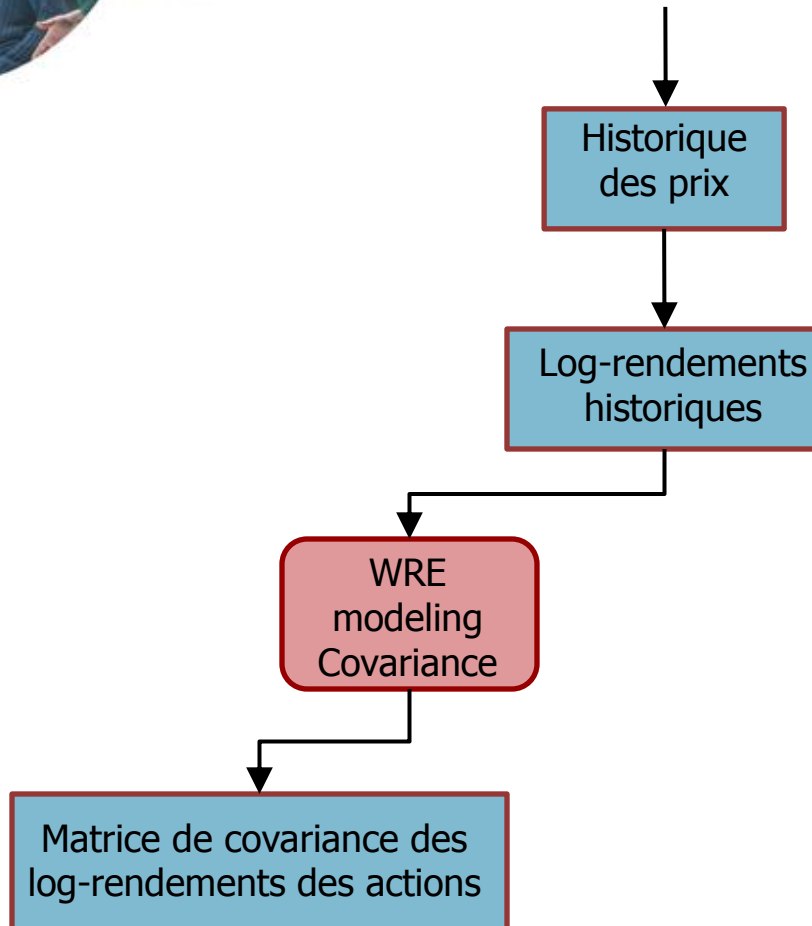 Historique
des prix
Log-rendements
historiques
WRE
modeling
Covariance
Matrice de covariance des
log-rendements des actions